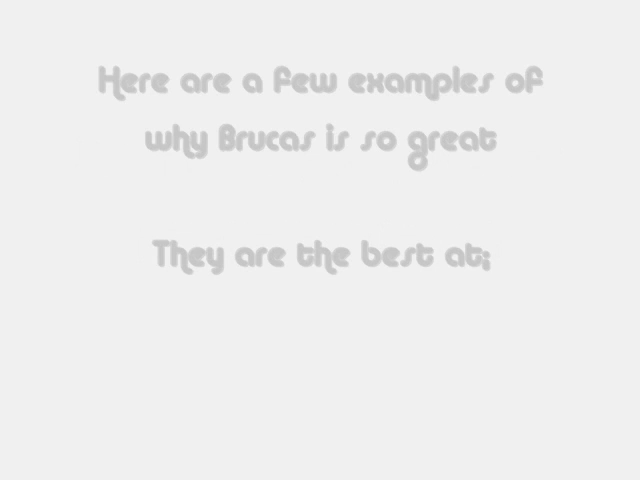 Here are a few examples of
why Brucas is so great
They are the best at;